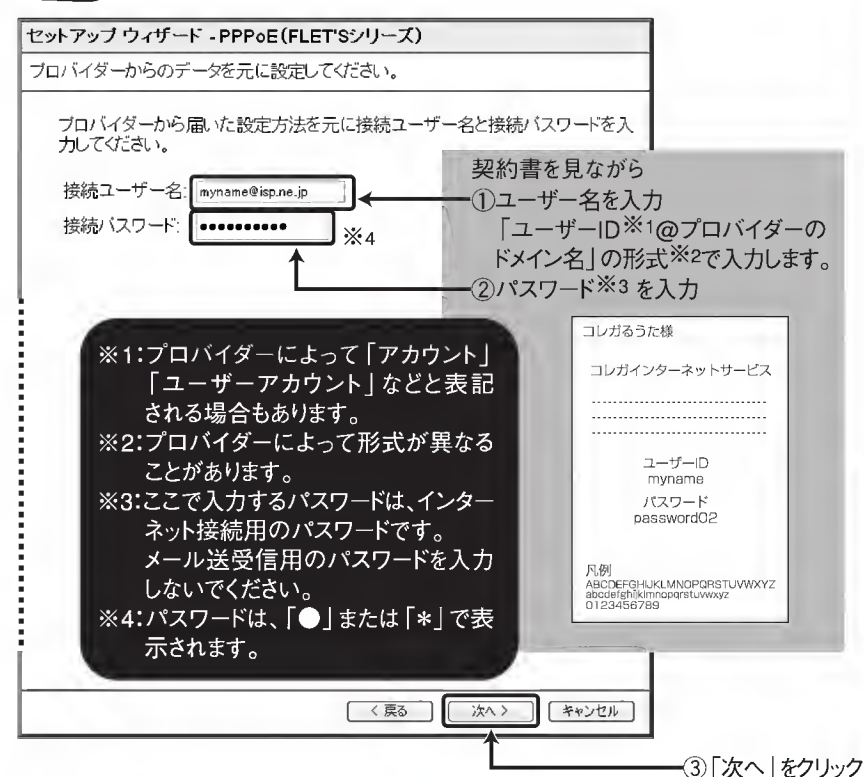 セットアップ ウィザード - PPPoE(FLET'Sシリーズ)
プロバイダーからのデータを元に設定してください。
プロバイダーから届いた設定方法を元に接続ユーザー名と接続パスワードを入
力してください。
接続ユーザー名: myname@isp.ne.jp
接続パスワード: ●●●●●●●●●● ※4
契約書を見ながら
①ユーザー名を入力
「ユーザーID※1@プロバイダーの
ドメイン名」の形式※2で入力します。
②パスワード※3 を入力
コレガるうた様
コレガインターネットサービス
ユーザーID
myname
パスワード
password02
凡例
ABCDEFGHIJKLMNOPQRSTUVWXYZ
abcdefghijklmnopqrstuvwxyz
0123456789
※1:プロバイダーによって「アカウント」
「ユーザーアカウント」などと表記
される場合もあります。
※2:プロバイダーによって形式が異なる
ことがあります。
※3:ここで入力するパスワードは、インター
ネット接続用のパスワードです。
メール送受信用のパスワードを入力
しないでください。
※4:パスワードは、「●」または「*」で表
示されます。
< 戻る
次へ >
キャンセル
③「次へ」をクリック